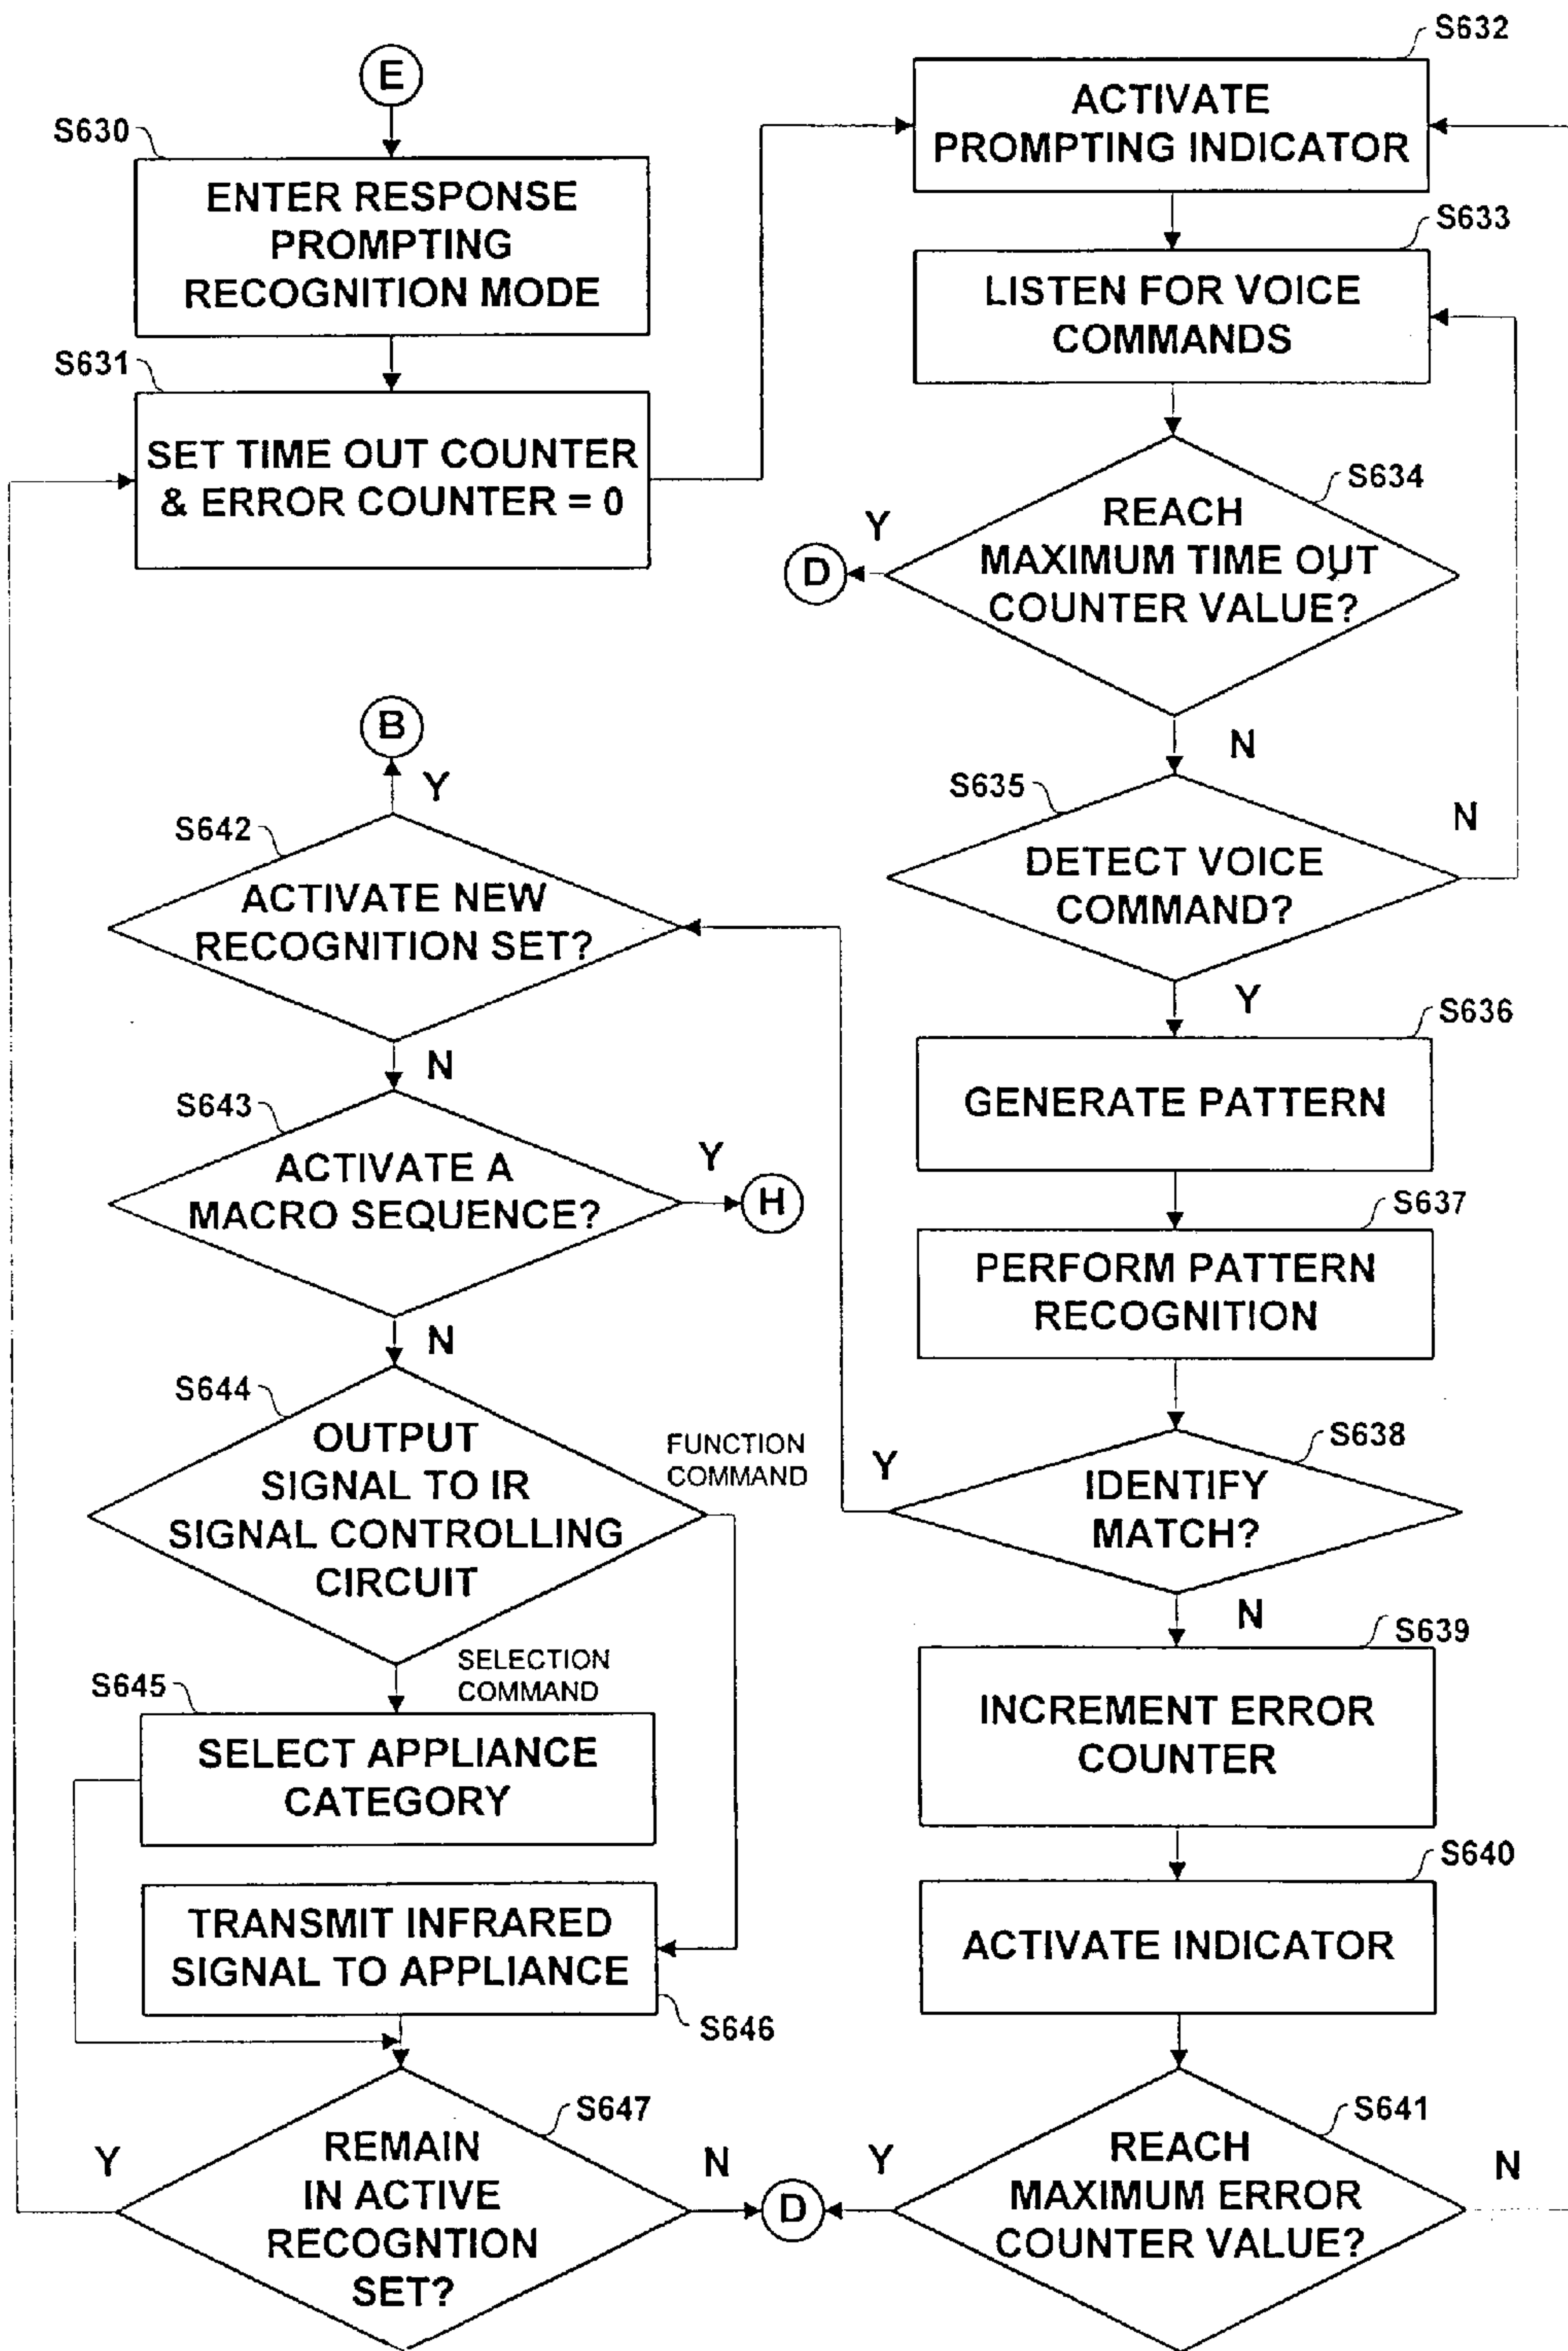 E
S630
ENTER RESPONSE
PROMPTING
RECOGNITION MODE
S631
SET TIME OUT COUNTER
& ERROR COUNTER = 0
S632
ACTIVATE
PROMPTING INDICATOR
S633
LISTEN FOR VOICE
COMMANDS
S634
REACH
MAXIMUM TIME OUT
COUNTER VALUE?
Y
D
N
S635
DETECT VOICE
COMMAND?
N
Y
S636
GENERATE PATTERN
S637
PERFORM PATTERN
RECOGNITION
S638
IDENTIFY
MATCH?
Y
N
S639
INCREMENT ERROR
COUNTER
S640
ACTIVATE INDICATOR
S641
REACH
MAXIMUM ERROR
COUNTER VALUE?
Y
N
D
B
Y
S642
ACTIVATE NEW
RECOGNITION SET?
N
S643
ACTIVATE A
MACRO SEQUENCE?
Y
H
N
S644
OUTPUT
SIGNAL TO IR
SIGNAL CONTROLLING
CIRCUIT
FUNCTION
COMMAND
SELECTION
COMMAND
S645
SELECT APPLIANCE
CATEGORY
TRANSMIT INFRARED
SIGNAL TO APPLIANCE
S646
S647
REMAIN
IN ACTIVE
RECOGNTION
SET?
Y
N